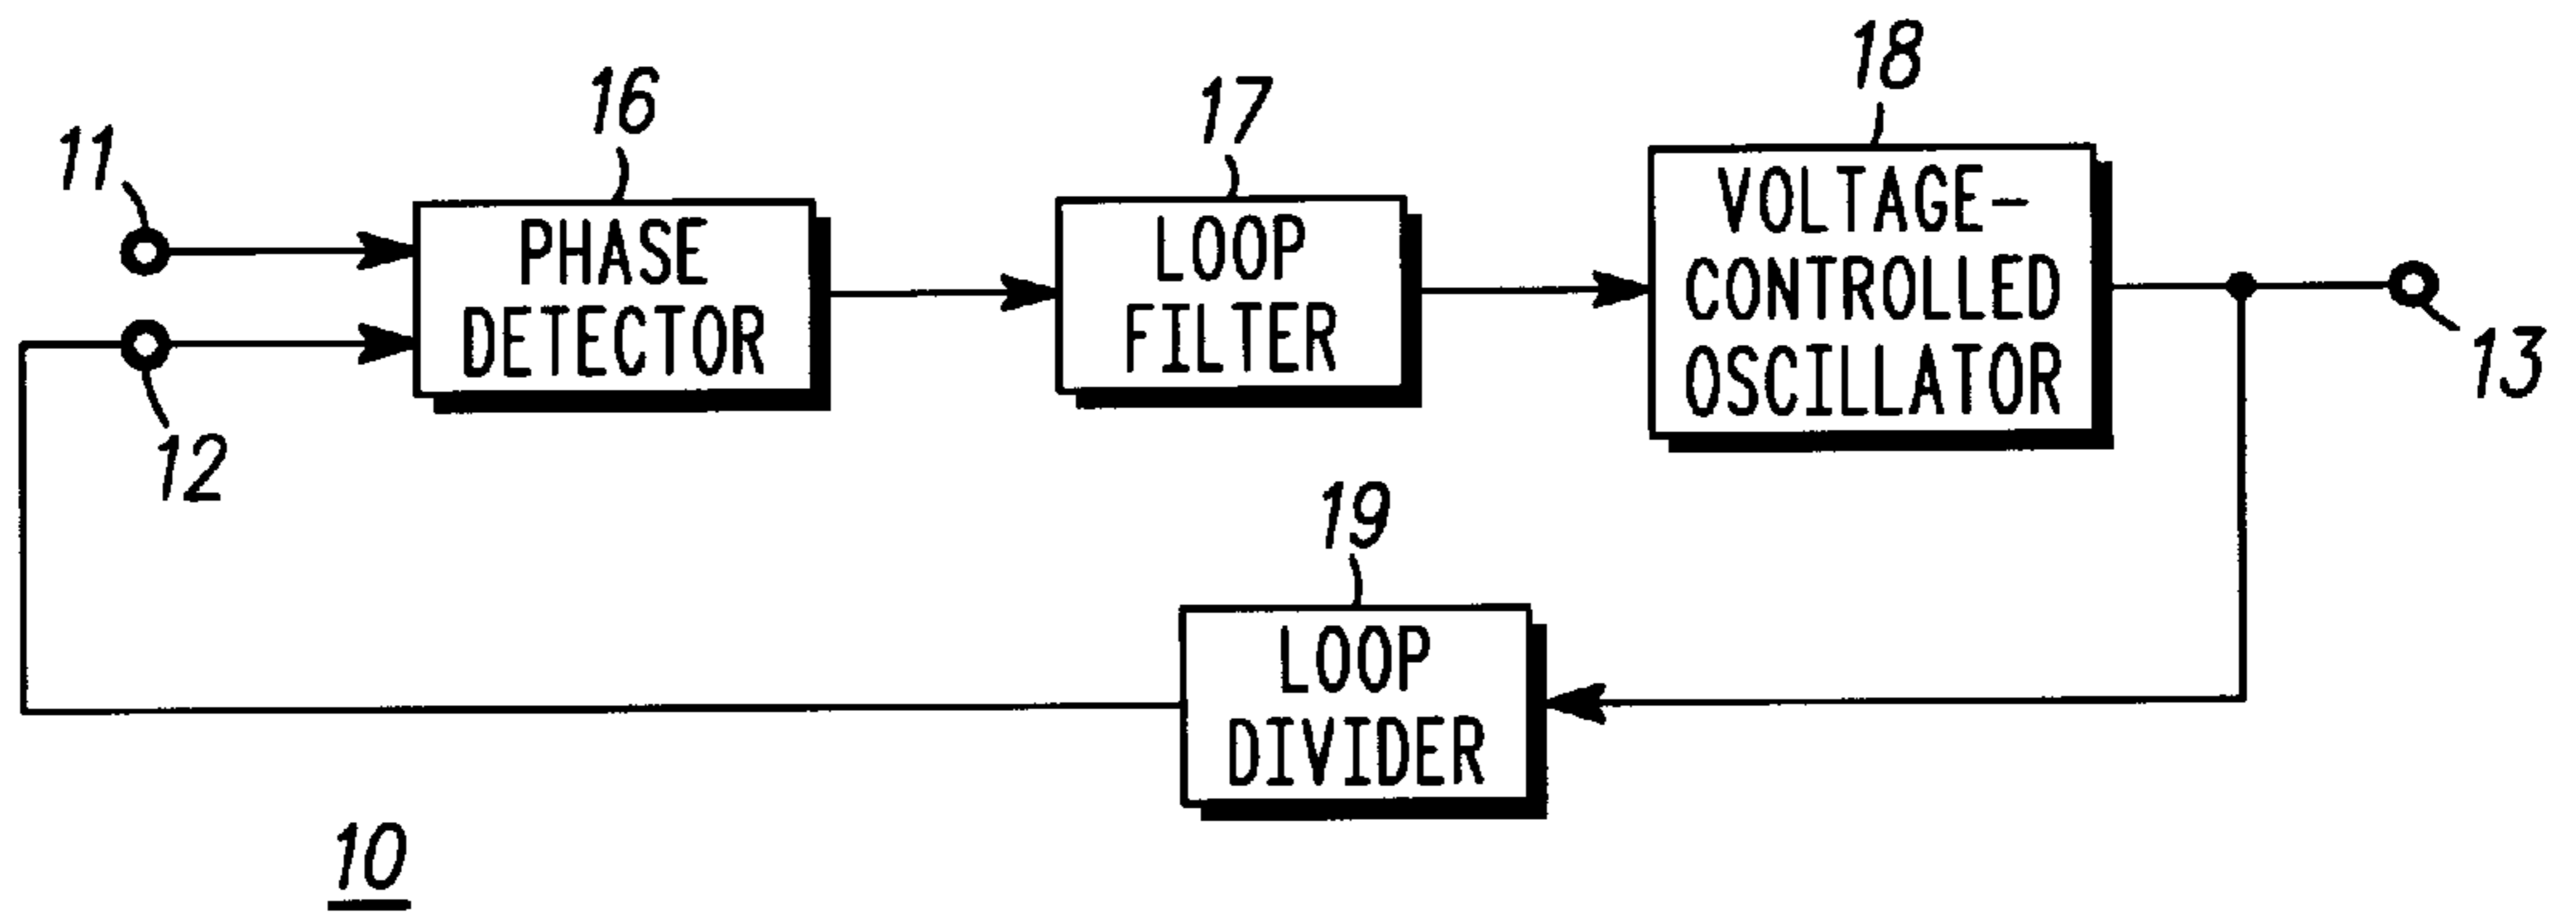 18
16
17
11
VOLTAGE-
CONTROLLED
OSCILLATOR
PHASE
DETECTOR
LOOP
FILTER
13
12
19
LOOP
DIVIDER
10